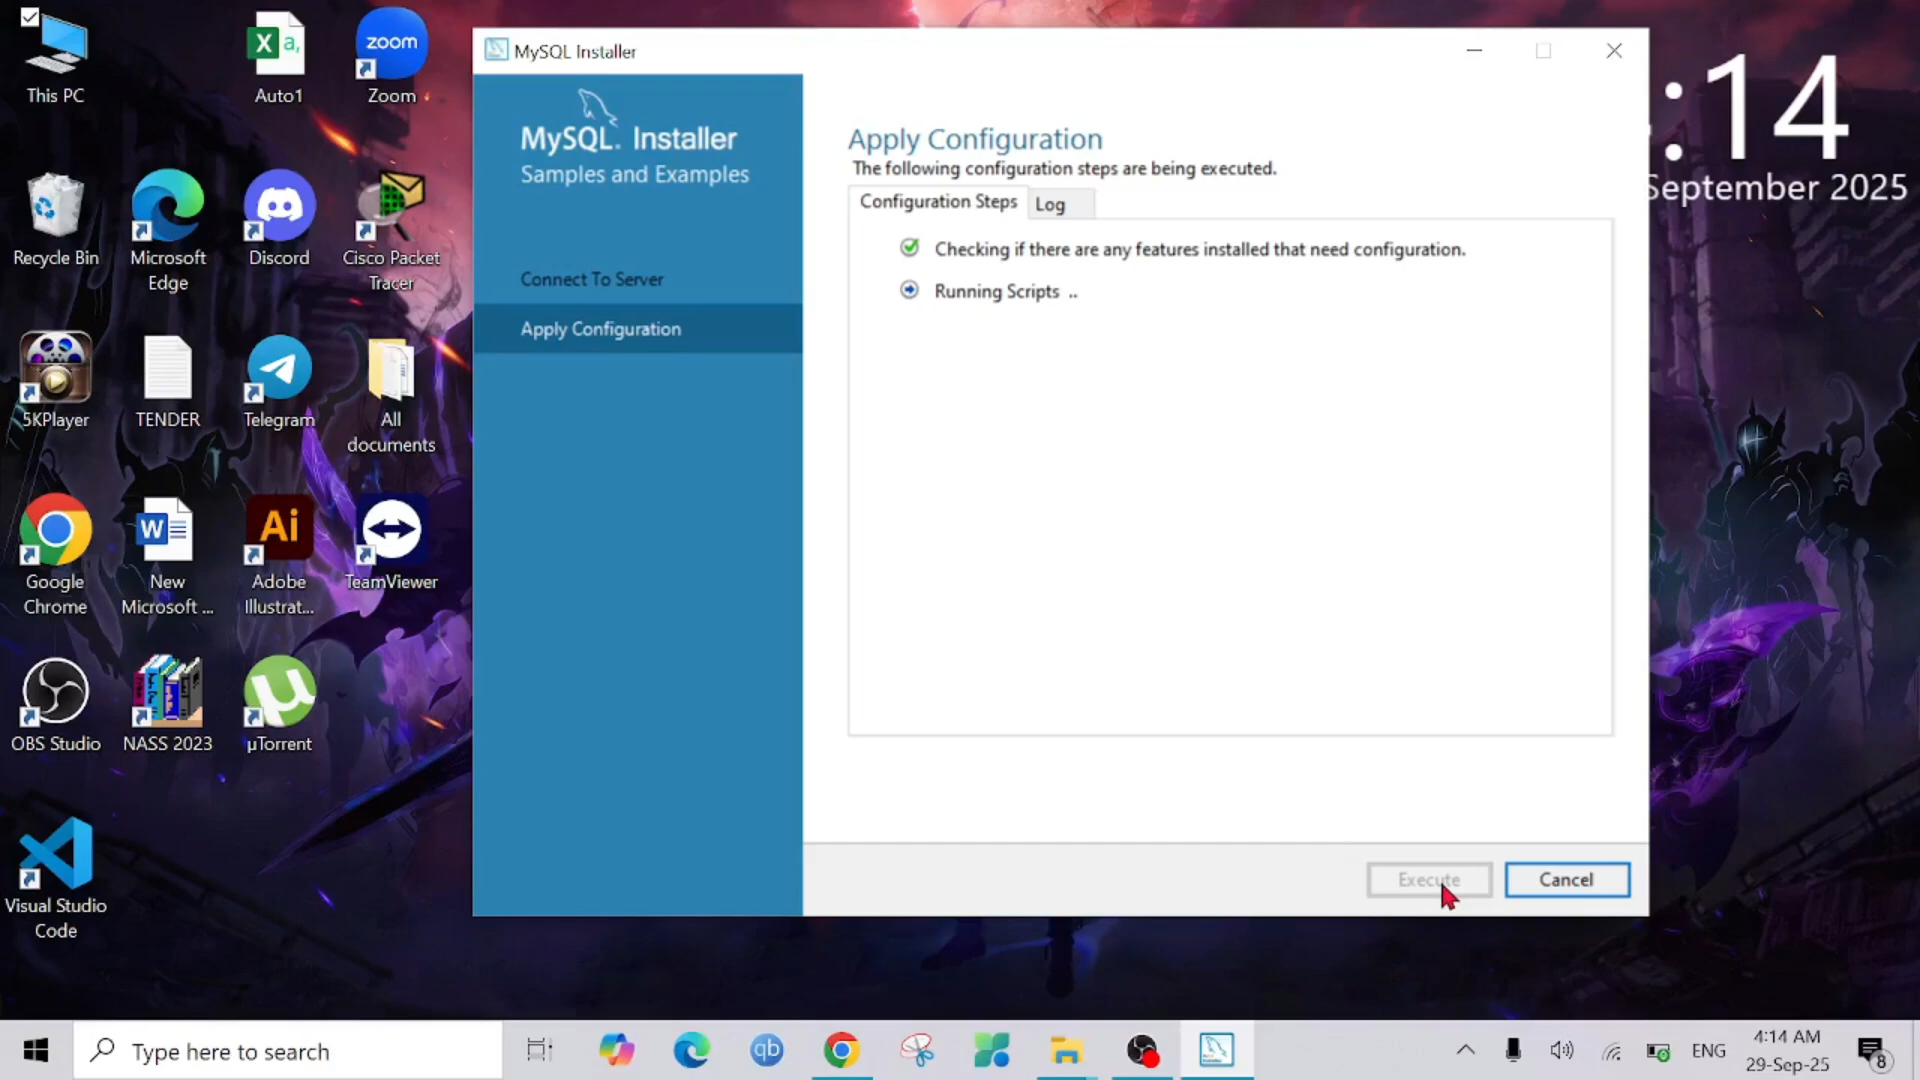 This PC
Auto1
Zoom
zoom
X a,
Recycle Bin
Microsoft
Edge
Discord
Cisco Packet
Tracer
5KPlayer
TENDER
Telegram
All
documents
Google
Chrome
W
New
Microsoft ...
Ai
Adobe
Illustrat...
TeamViewer
OBS Studio
NASS 2023
µ
µTorrent
Visual Studio
Code
MySQL Installer
MySQL. Installer
Samples and Examples
Connect To Server
Apply Configuration
Apply Configuration
The following configuration steps are being executed.
Configuration Steps
Log
Checking if there are any features installed that need configuration.
Running Scripts ..
Execute
Cancel
:14
September 2025
Type here to search
qb
ENG
4:14 AM
29-Sep-25
8